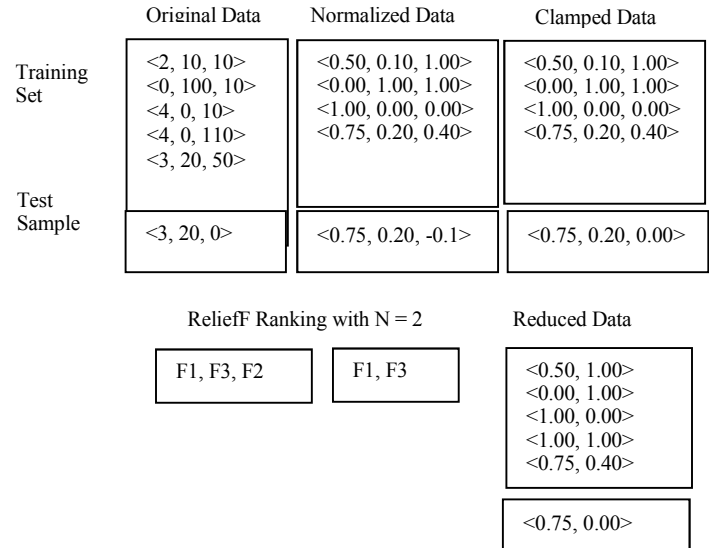 Original Data Normalized Data Clamped Data
Training Set
<2, 10, 10>
<0, 100, 10>
<4, 0, 10>
<4, 0, 110>
<3, 20, 50>
<0.50, 0.10, 1.00>
<0.00, 1.00, 1.00>
<1.00, 0.00, 0.00>
<0.75, 0.20, 0.40>
<0.50, 0.10, 1.00>
<0.00, 1.00, 1.00>
<1.00, 0.00, 0.00>
<0.75, 0.20, 0.40>
Test Sample
<3, 20, 0>
<0.75, 0.20, -0.1>
<0.75, 0.20, 0.00>
ReliefF Ranking with N = 2
Reduced Data
F1, F3, F2
F1, F3
<0.50, 1.00>
<0.00, 1.00>
<1.00, 0.00>
<1.00, 1.00>
<0.75, 0.40>
<0.75, 0.00>